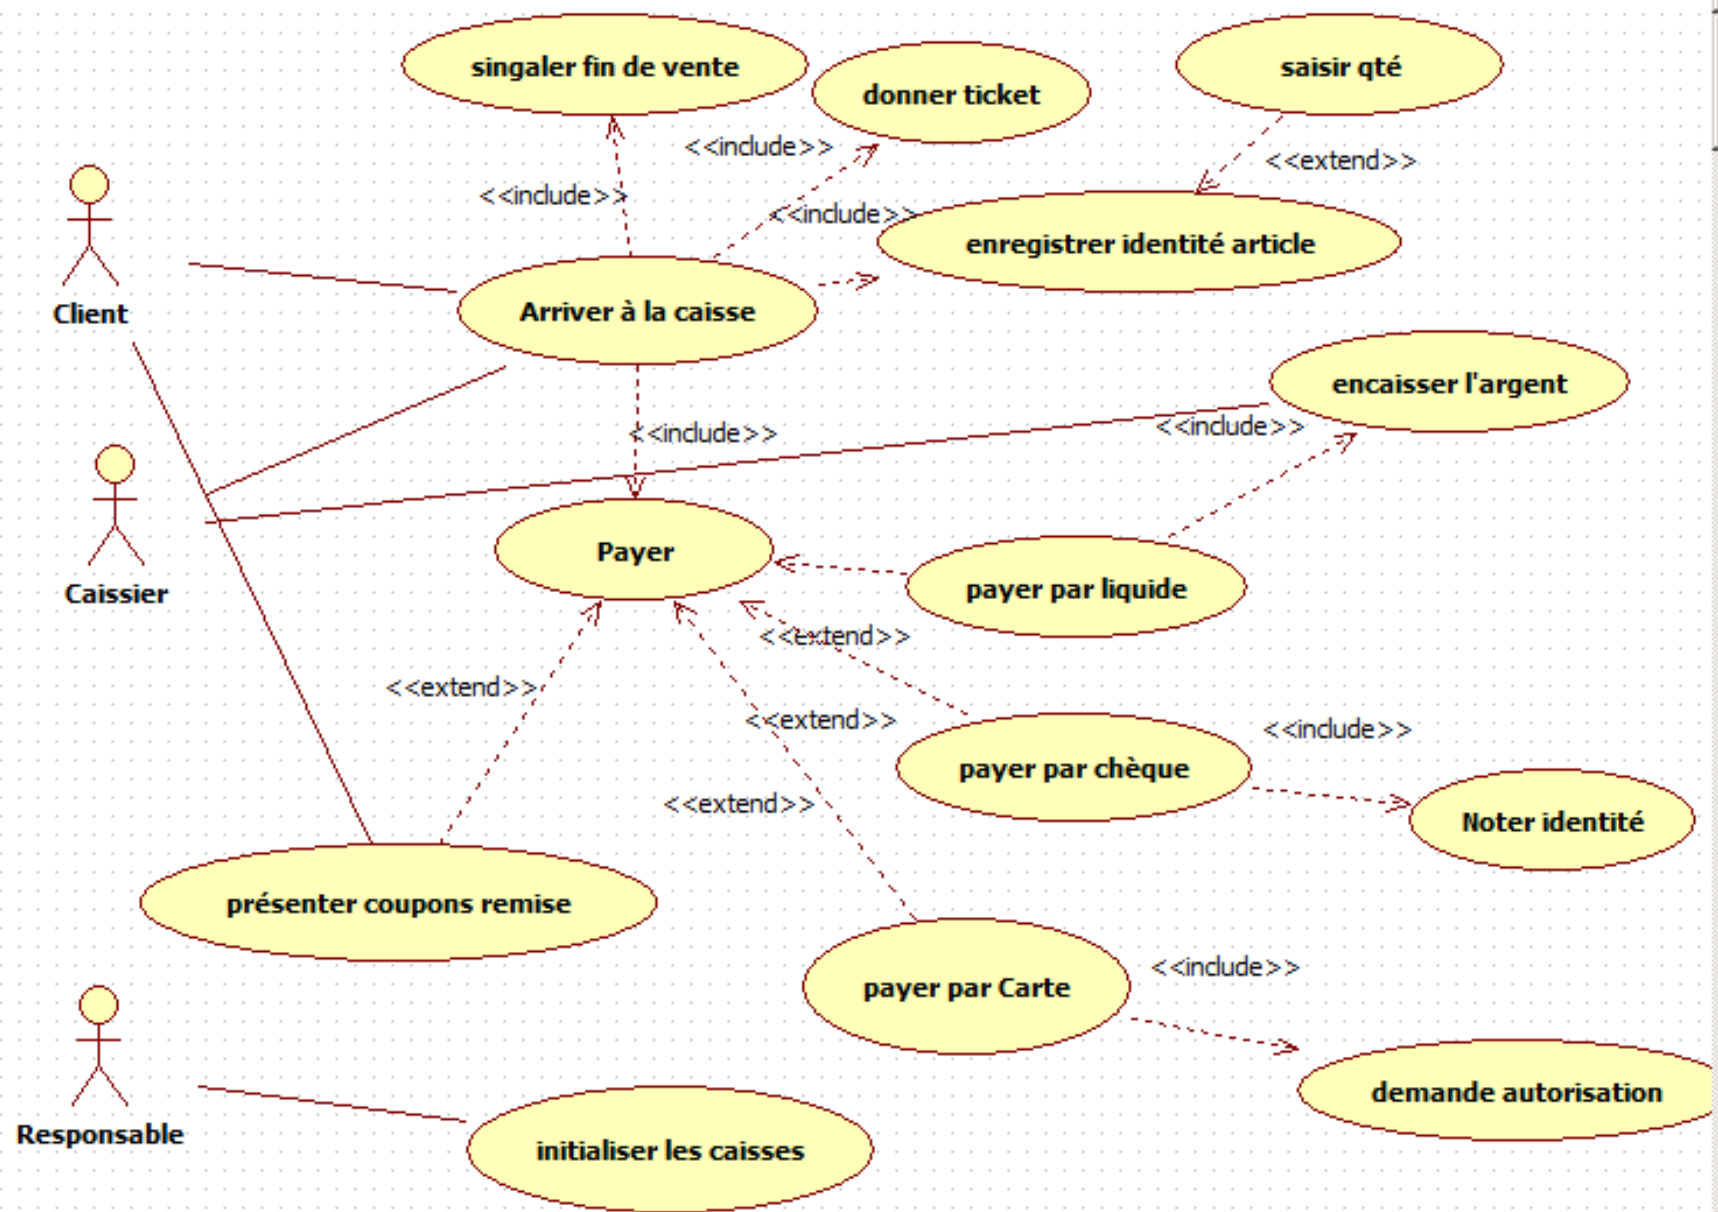 singaler fin de vente
donner ticket
saisir qté
<<include>>
<<extend>>
<<include>>
<<include>>
enregistrer identité article
Client
Arriver à la caisse
encaisser l'argent
<<include>>
<<include>>
Payer
payer par liquide
Caissier
<<extend>>
<<extend>>
<<extend>>
<<include>>
payer par chèque
<<extend>>
Noter identité
présenter coupons remise
<<include>>
payer par Carte
demande autorisation
Responsable
initialiser les caisses